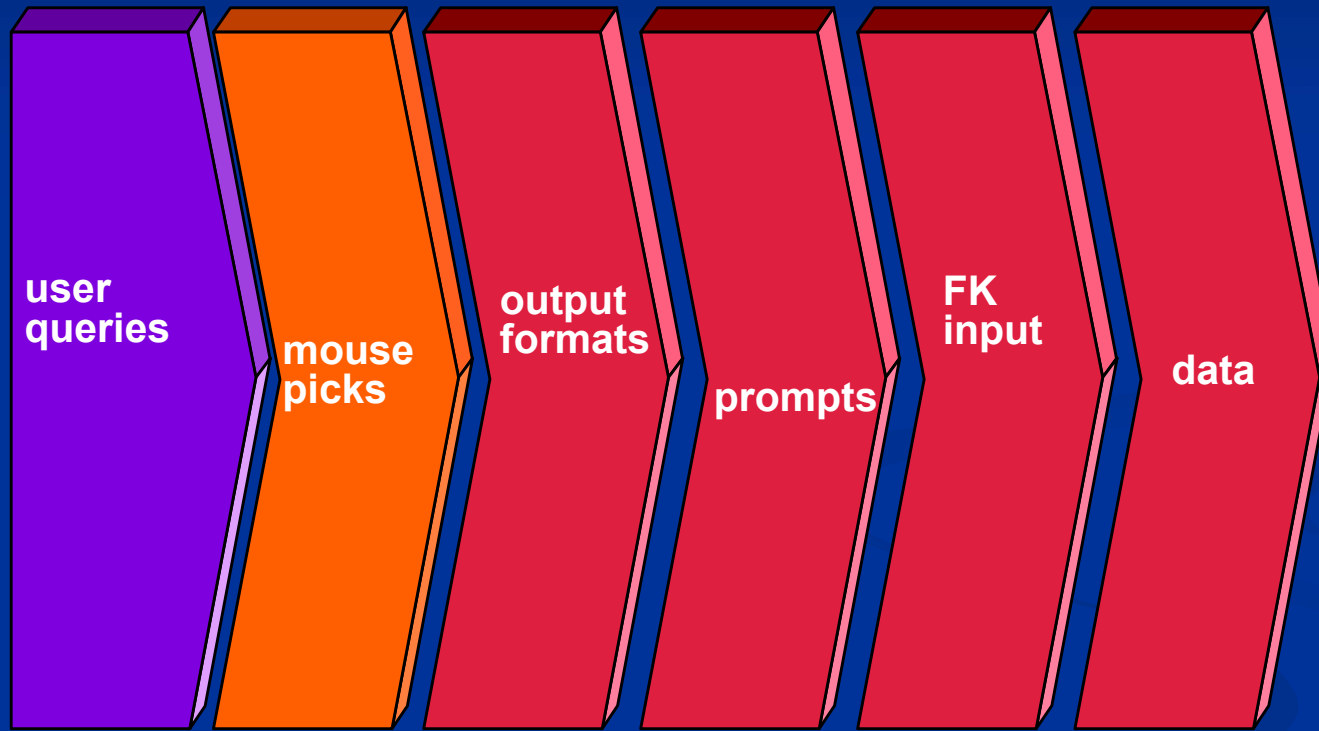 user
queries
mouse
picks
output
formats
prompts
FK
input
data